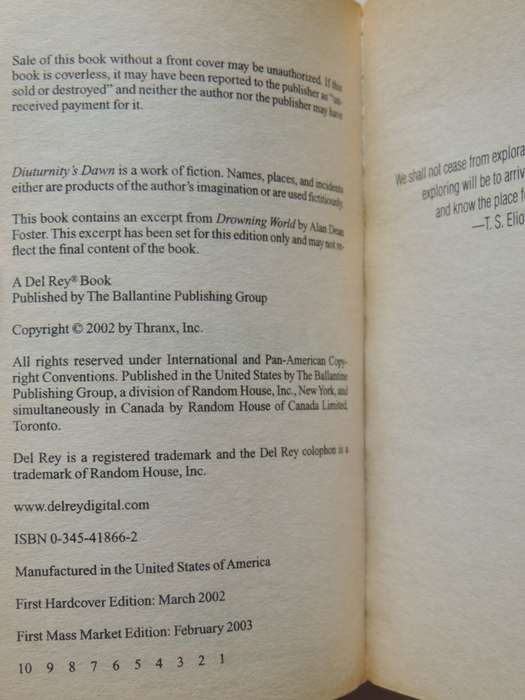 Sale of this book without a front cover may be unauthorized. If this
book is coverless, it may have been reported to the publisher as "un-
sold or destroyed" and neither the author nor the publisher may have
received payment for it.
Diuturnity's Dawn is a work of fiction. Names, places, and incidents
either are products of the author's imagination or are used fictitiously.
This book contains an excerpt from Drowning World by Alan Dean
Foster. This excerpt has been set for this edition only and may not re-
flect the final content of the book.
A Del Rey® Book
Published by The Ballantine Publishing Group
Copyright © 2002 by Thranx, Inc.
All rights reserved under International and Pan-American Copy-
right Conventions. Published in the United States by The Ballantine
Publishing Group, a division of Random House, Inc., New York, and
simultaneously in Canada by Random House of Canada Limited,
Toronto.
Del Rey is a registered trademark and the Del Rey colophon is a
trademark of Random House, Inc.
www.delreydigital.com
ISBN 0-345-41866-2
Manufactured in the United States of America
First Hardcover Edition: March 2002
First Mass Market Edition: February 2003
10 9 8 7 6 5 4 3 2 1
We shall not cease from explora
exploring will be to arriv
and know the place f
—T. S. Elio